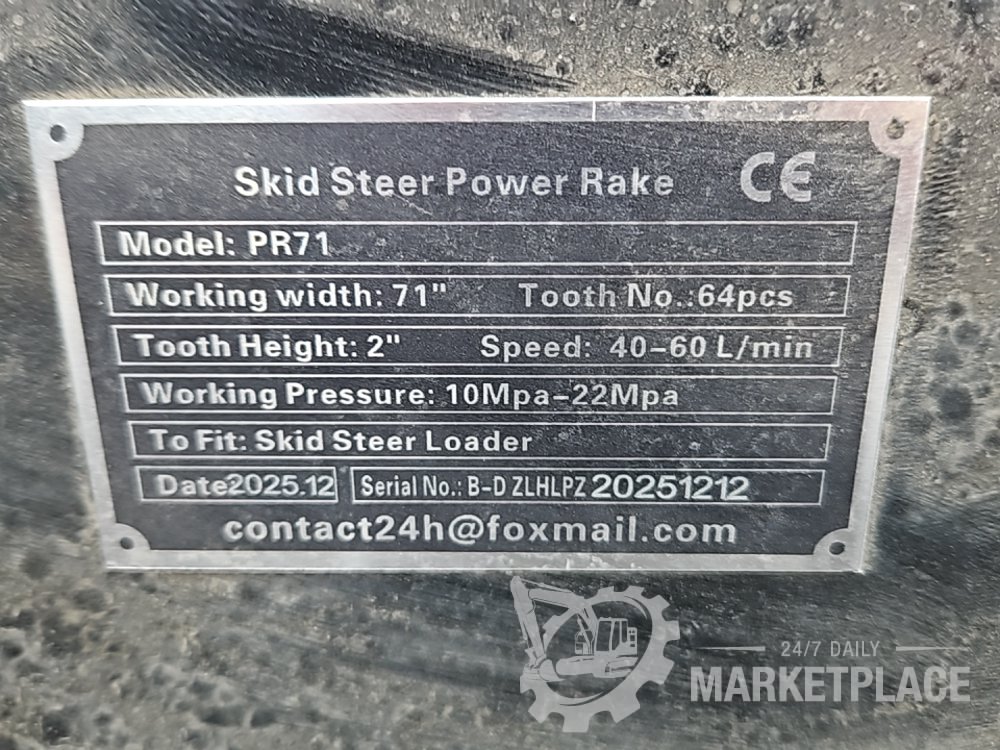 Skid Steer Power Rake CE
Model: PR71
Working width: 71" Tooth No.:64pcs
Tooth Height: 2" Speed: 40-60 L/min
Working Pressure: 10Mpa-22Mpa
To Fit: Skid Steer Loader
Date2025.12 Serial No.: B-D ZLHLPZ 20251212
contact24h@foxmail.com
24/7 DAILY
MARKETPLACE